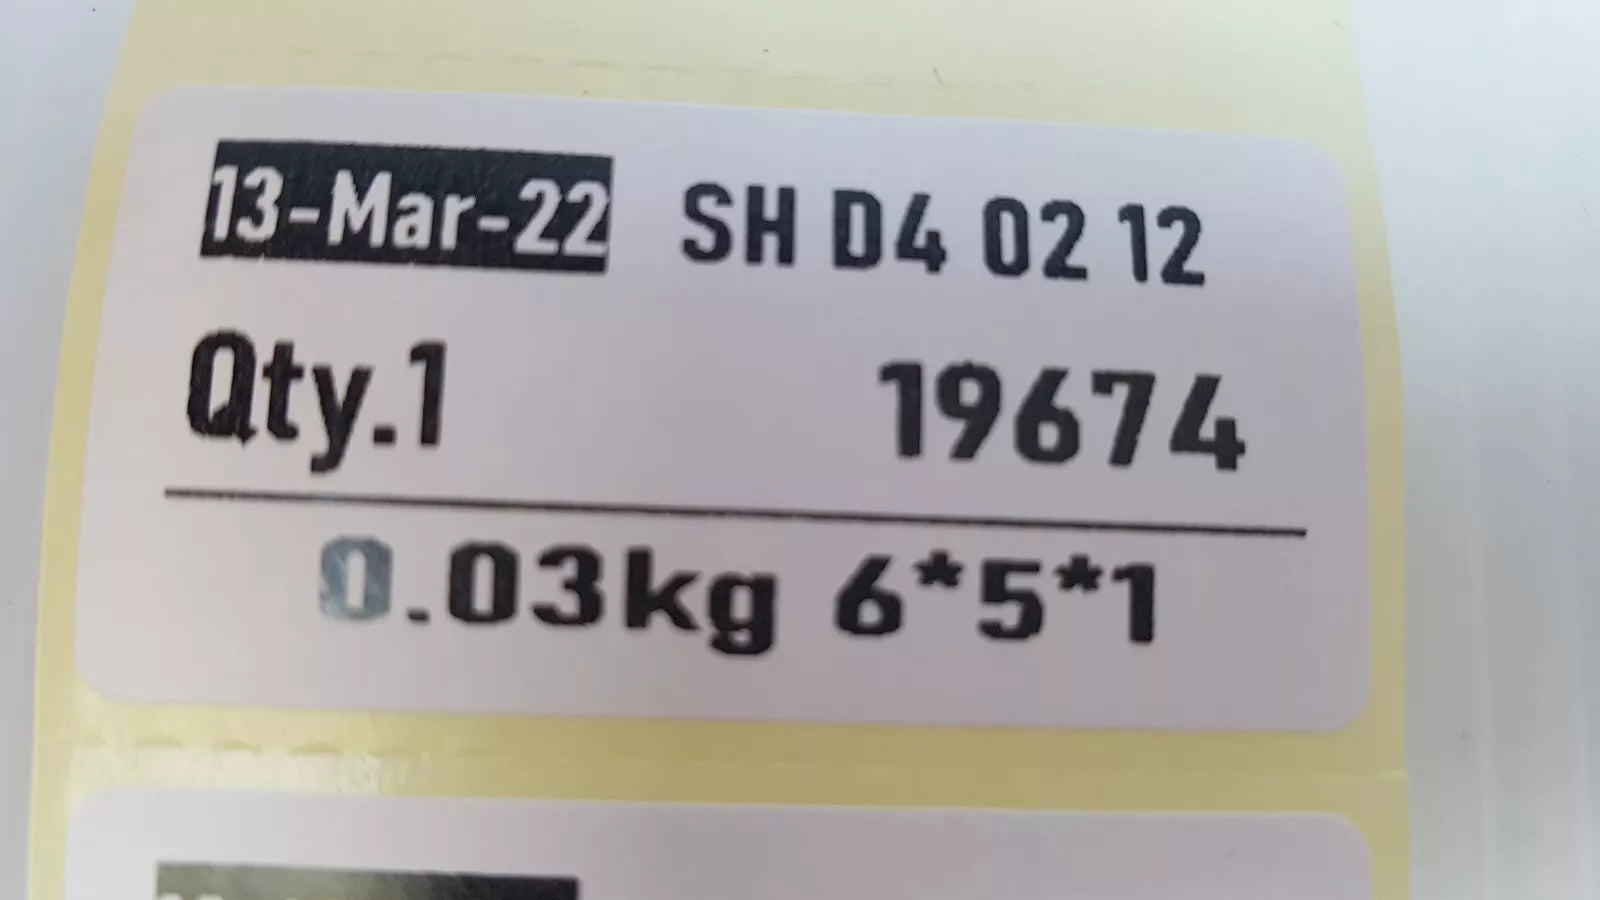 13-Mar-22 SH D4 02 12
Qty.1 19674
0.03kg 6*5*1